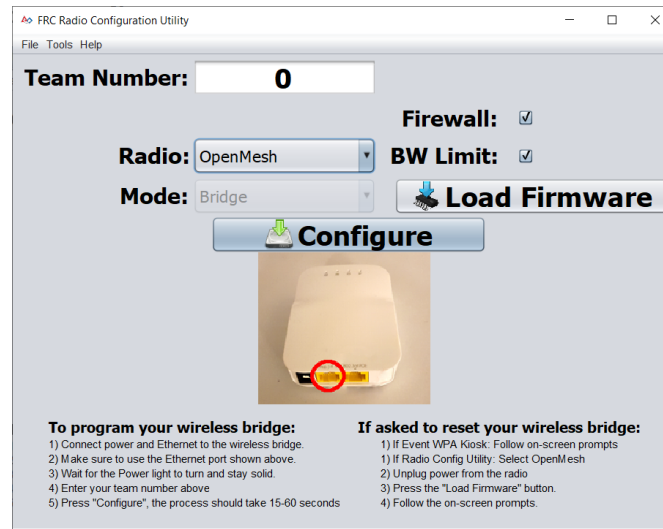 FRC Radio Configuration Utility
File Tools Help
Team Number: 0
Firewall:
Radio: OpenMesh
BW Limit:
Mode: Bridge
Load Firmware
Configure
To program your wireless bridge:
1) Connect power and Ethernet to the wireless bridge.
2) Make sure to use the Ethernet port shown above.
3) Wait for the Power light to turn and stay solid.
4) Enter your team number above
5) Press "Configure", the process should take 15-60 seconds
If asked to reset your wireless bridge:
1) If Event WPA Kiosk: Follow on-screen prompts
1) If Radio Config Utility: Select OpenMesh
2) Unplug power from the radio
3) Press the "Load Firmware" button.
4) Follow the on-screen prompts.